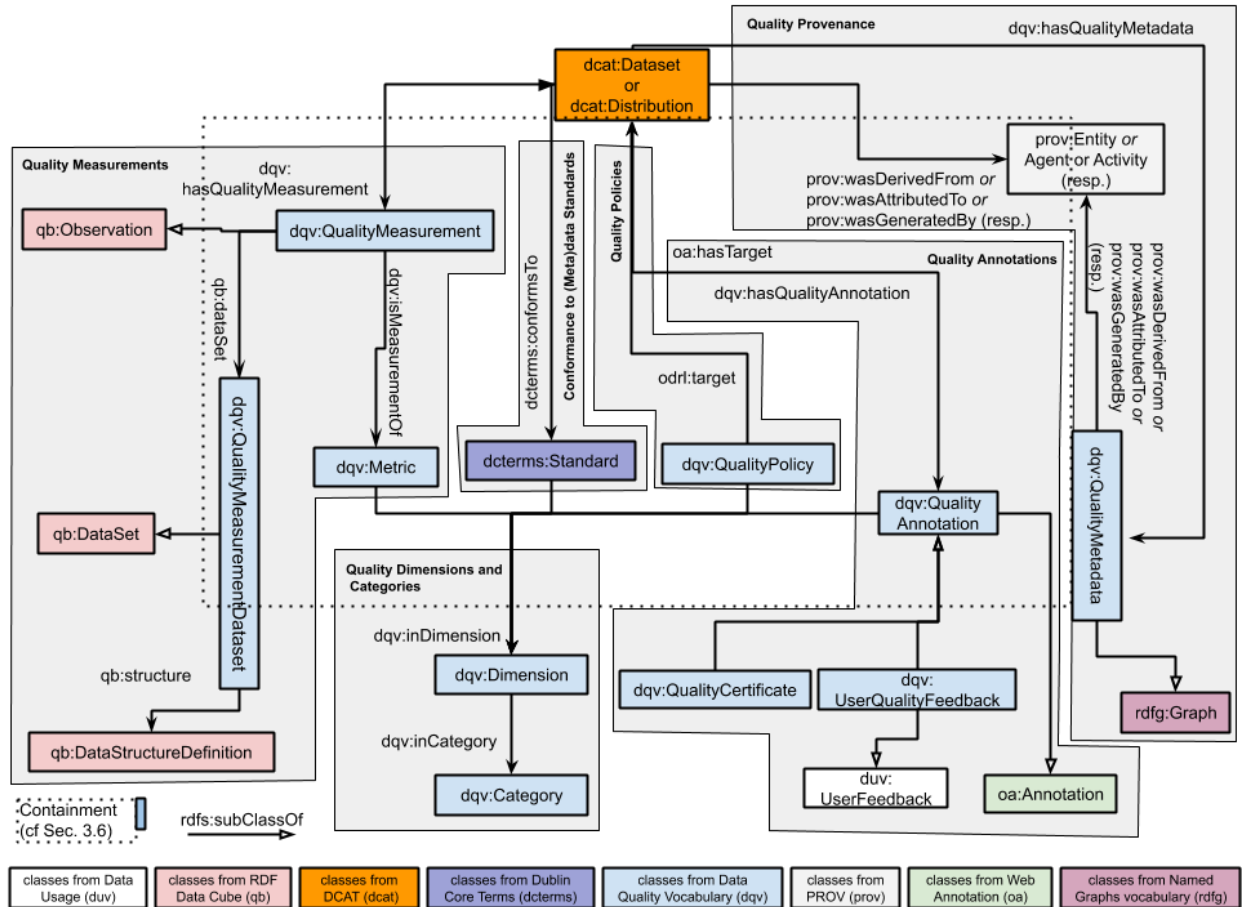 Quality Provenance
dqv:hasQualityMetadata
dcat:Dataset
or
dcat:Distribution
prov:Entity or
Agent or Activity
(resp.)
Quality Measurements
dqv:
hasQualityMeasurement
prov:wasDerivedFrom or
prov:wasAttributedTo or
prov:wasGeneratedBy (resp.)
qb:Observation
dqv:QualityMeasurement
dcterms:conformsTo
Conformance to (Meta)data Standards
Quality Policies
oa:hasTarget
Quality Annotations
dqv:hasQualityAnnotation
prov:wasDerivedFrom or
prov:wasAttributedTo or
prov:wasGeneratedBy
(resp.)
qb:dataSet
dqv:isMeasurementOf
odrl:target
dqv:QualityMeasurementDataset
dqv:Metric
dcterms:Standard
dqv:QualityPolicy
dqv:QualityMetadata
dqv:Quality
Annotation
qb:DataSet
Quality Dimensions and
Categories
dqv:inDimension
qb:structure
dqv:Dimension
dqv:QualityCertificate
dqv:
UserQualityFeedback
rdfg:Graph
dqv:inCategory
qb:DataStructureDefinition
dqv:Category
duv:
UserFeedback
oa:Annotation
Containment
(cf Sec. 3.6)
rdfs:subClassOf
classes from Data
Usage (duv)
classes from RDF
Data Cube (qb)
classes from
DCAT (dcat)
classes from Dublin
Core Terms (dcterms)
classes from Data
Quality Vocabulary (dqv)
classes from
PROV (prov)
classes from Web
Annotation (oa)
classes from Named
Graphs vocabulary (rdfg)